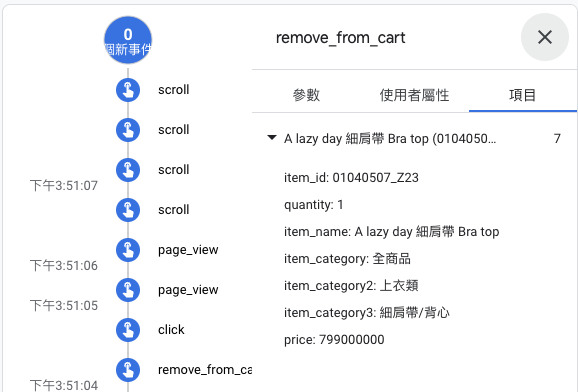 0
個新事件
scroll
scroll
scroll
下午3:51:07
scroll
page_view
下午3:51:06
page_view
下午3:51:05
click
remove_from_ca
下午3:51:04
remove_from_cart
參數
使用者屬性
項目
A lazy day 細肩帶 Bra top (0104050…
7
item_id: 01040507_Z23
quantity: 1
item_name: A lazy day 細肩帶 Bra top
item_category: 全商品
item_category2: 上衣類
item_category3: 細肩帶/背心
price: 799000000